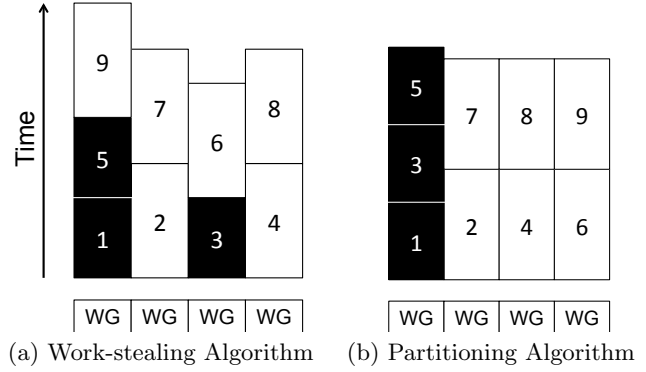 Time
9
7
8
6
5
1
2
3
4
WG WG WG WG
(a) Work-stealing Algorithm
5
7 8 9
3
1
2 4 6
WG WG WG WG
(b) Partitioning Algorithm